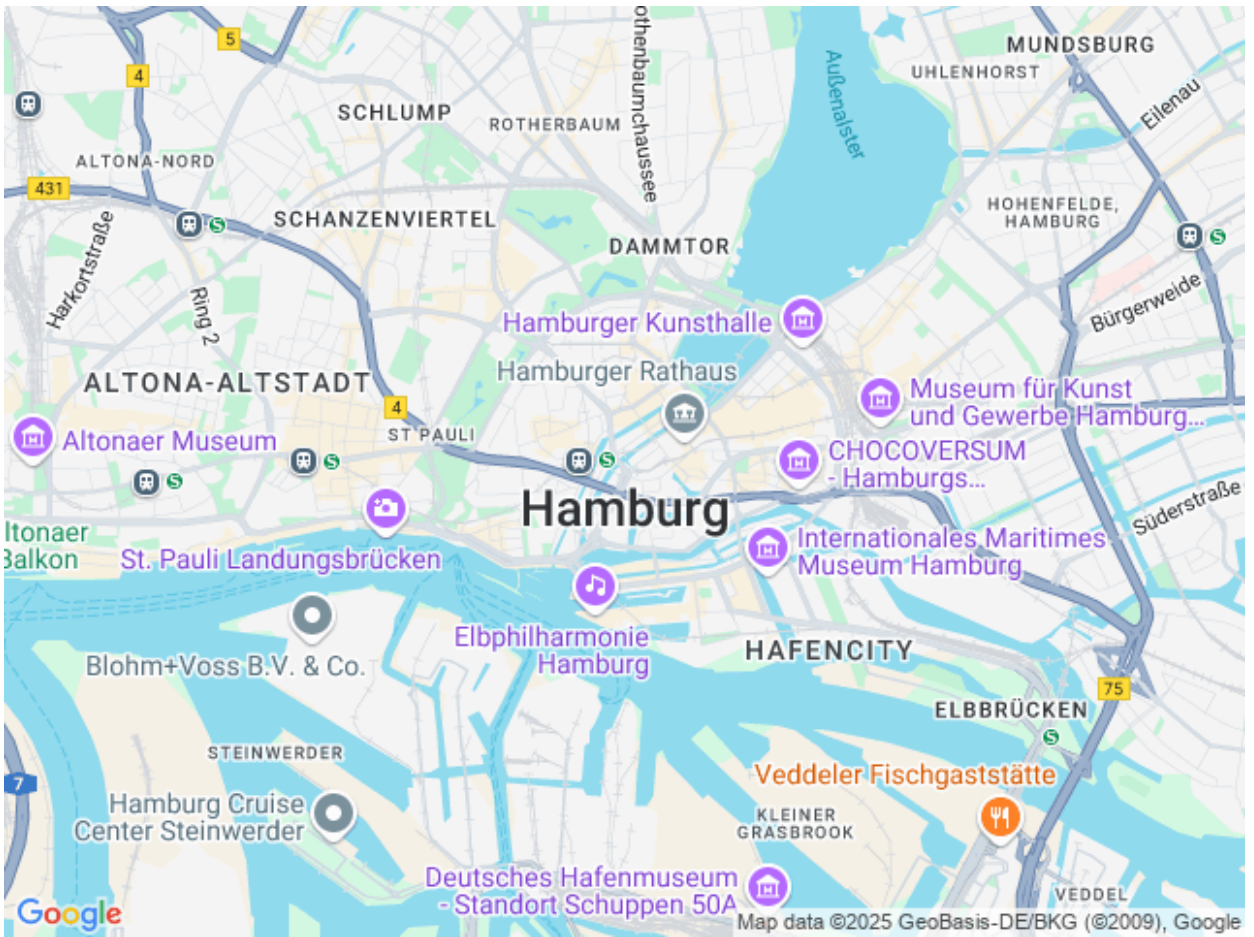 5
4
MUNDSBURG
UHLENHORST
Außenalster
Eilenau
SCHLUMP
ROTHERBAUM
othenbaumchaussee
ALTONA-NORD
431
S
SCHANZENVIERTEL
DAMMTOR
HOHENFELDE,
HAMBURG
S
Harkortstraße
Ring 2
Bürgerweide
Hamburger Kunsthalle
Hamburger Rathaus
ALTONA-ALTSTADT
4
Museum für Kunst
und Gewerbe Hamburg...
ST PAULI
Altonaer Museum
CHOCOVERSUM
- Hamburgs...
S
S
S
Hamburg
Süderstraße
ltonaer
Balkon
St. Pauli Landungsbrücken
Internationales Maritimes
Museum Hamburg
Elbphilharmonie
Hamburg
HAFENCITY
Blohm+Voss B.V. & Co.
75
ELBBRÜCKEN
S
STEINWERDER
7
Veddeler Fischgaststätte
Hamburg Cruise
Center Steinwerder
KLEINER
GRASBROOK
Deutsches Hafenmuseum
- Standort Schuppen 50A
VEDDEL
Google
Map data ©2025 GeoBasis-DE/BKG (©2009), Google